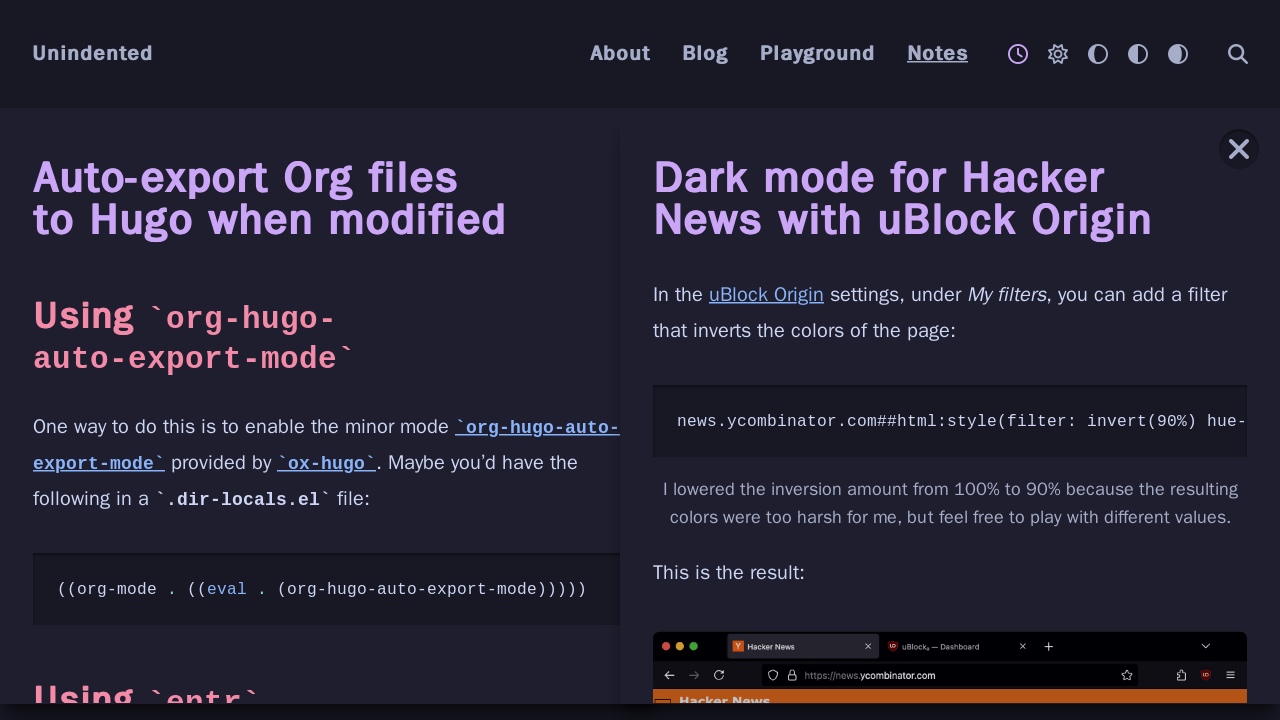 Unindented
About Blog Playground Notes
Auto-export Org files
to Hugo when modified
Using `org-hugo-
auto-export-mode`
One way to do this is to enable the minor mode `org-hugo-auto-
export-mode` provided by `ox-hugo`. Maybe you’d have the
following in a `.dir-locals.el` file:
((org-mode . ((eval . (org-hugo-auto-export-mode)))))
Using `entr`
Dark mode for Hacker
News with uBlock Origin
In the uBlock Origin settings, under My filters, you can add a filter
that inverts the colors of the page:
news.ycombinator.com##html:style(filter: invert(90%) hue-
I lowered the inversion amount from 100% to 90% because the resulting
colors were too harsh for me, but feel free to play with different values.
This is the result:
Hacker News
uBlock₀ — Dashboard
https://news.ycombinator.com
Hacker News